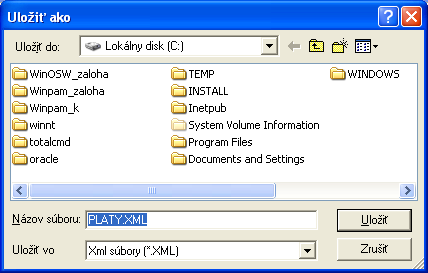 Uložiť ako
Uložiť do: Lokálny disk (C:)
WinOSW_zaloha TEMP WINDOWS
Winpam_zaloha INSTALL
Winpam_k Inetpub
winnt System Volume Information
totalcmd Program Files
oracle Documents and Settings
Názov súboru: PLATY.XML Uložiť
Uložiť vo Xml súbory (*.XML) Zrušiť